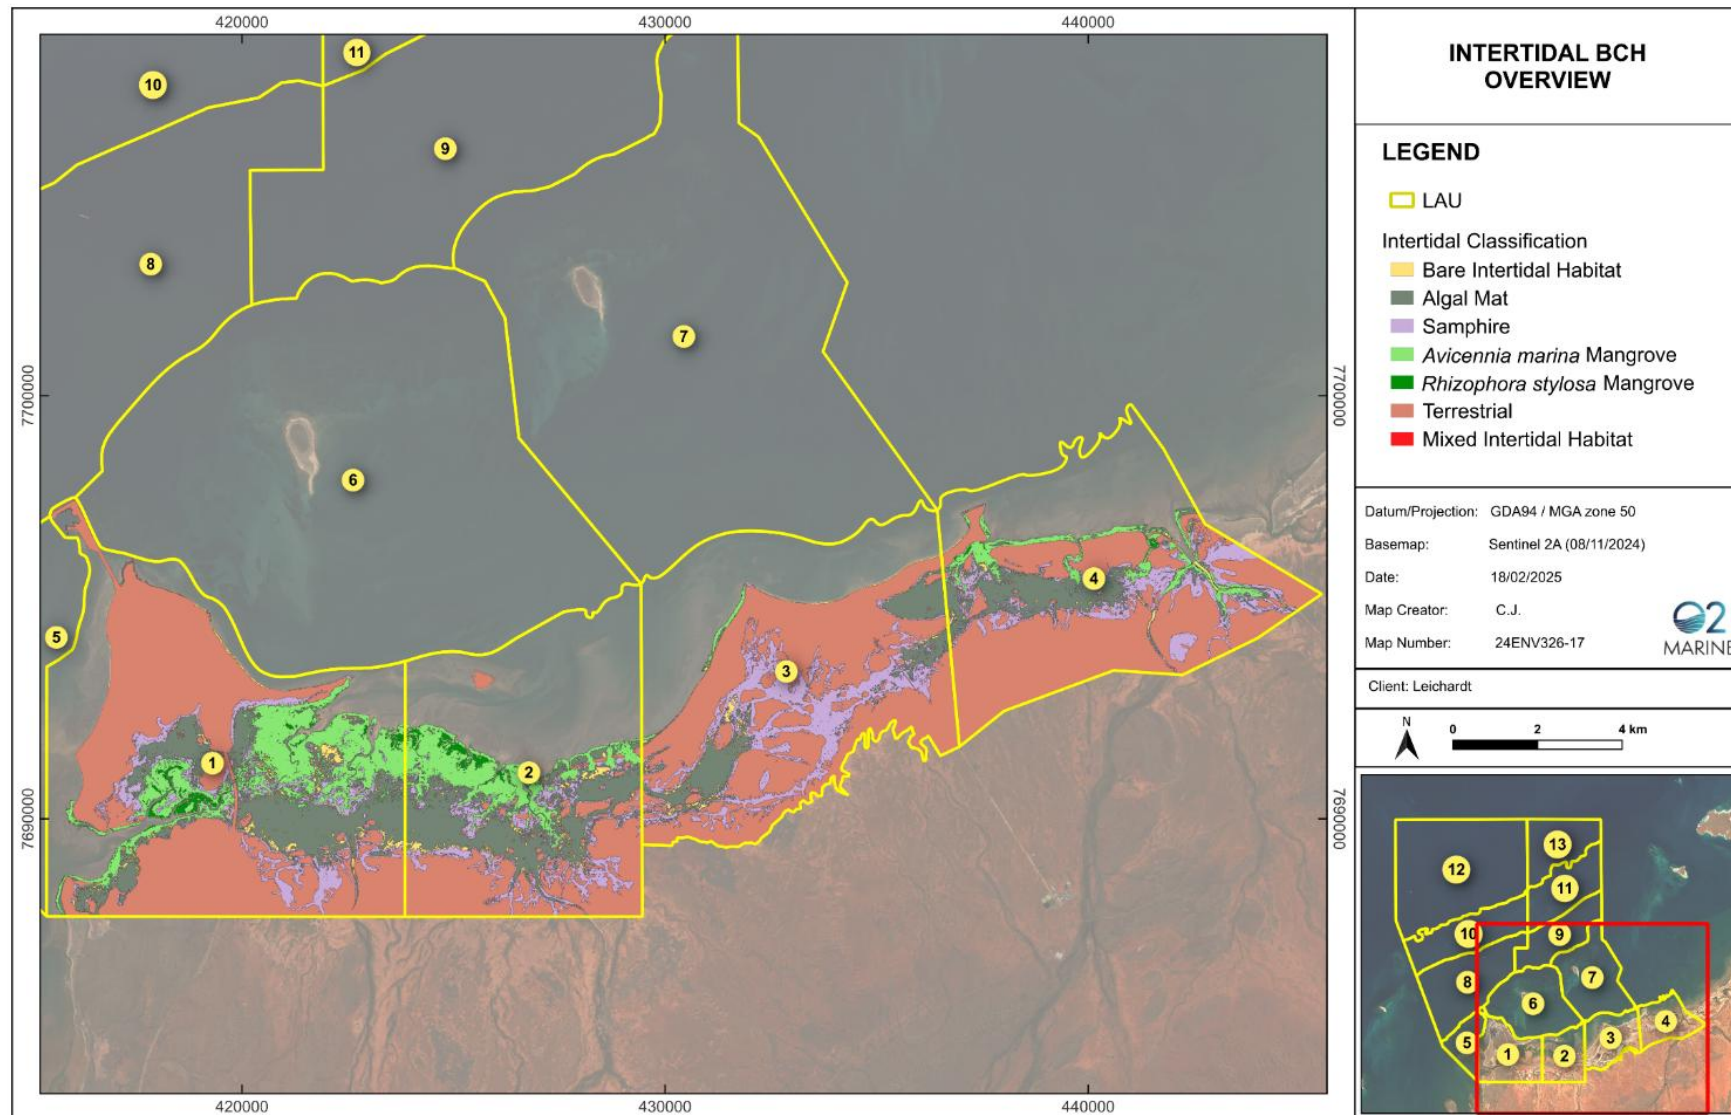 420000
430000
440000
11
10
9
8
7
7700000
7700000
6
4
5
3
1
2
7690000
7690000
420000
430000
440000
INTERTIDAL BCH
OVERVIEW
LEGEND
LAU
Intertidal Classification
Bare Intertidal Habitat
Algal Mat
Samphire
Avicennia marina Mangrove
Rhizophora stylosa Mangrove
Terrestrial
Mixed Intertidal Habitat
Datum/Projection: GDA94 / MGA zone 50
Basemap: Sentinel 2A (08/11/2024)
Date: 18/02/2025
Map Creator: C.J.
Map Number: 24ENV326-17
O2
MARINE
Client: Leichardt
N
0 2 4 km
13
12
11
10
9
8
7
6
4
5
3
1
2